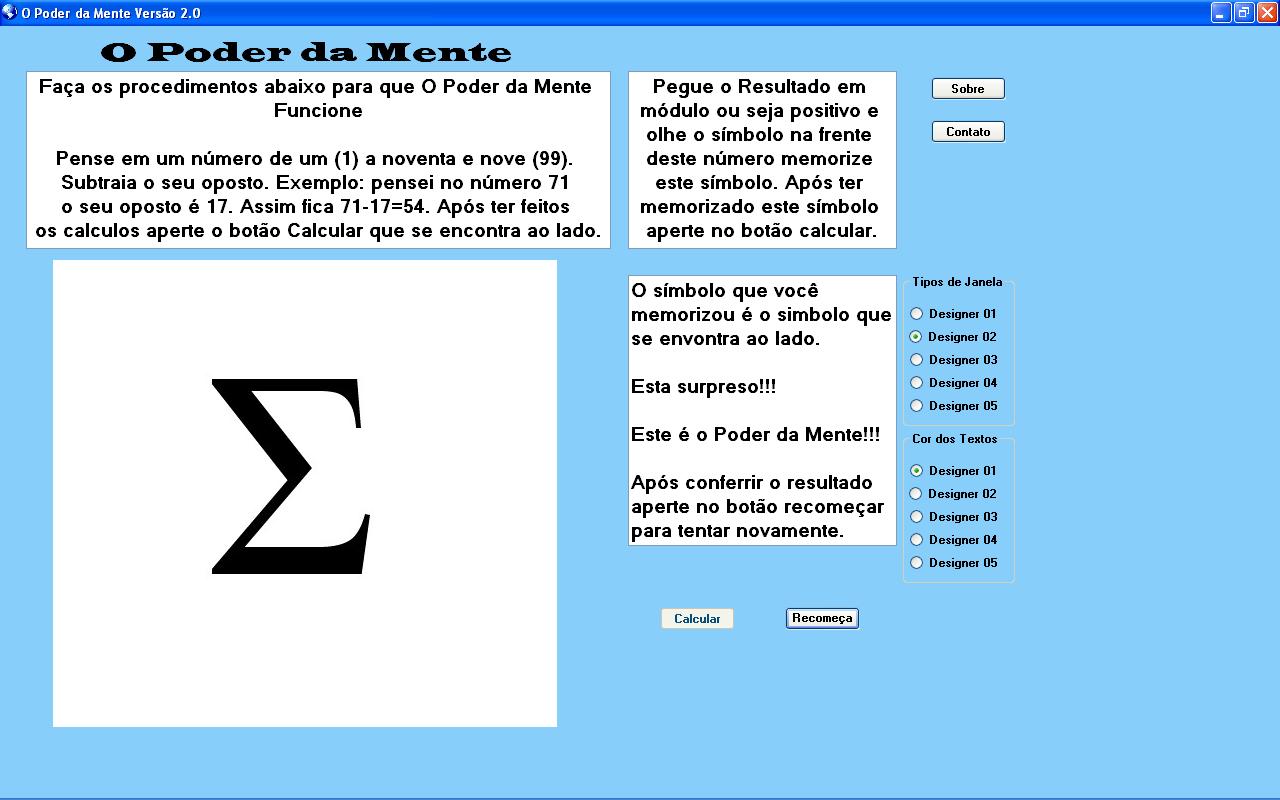 O Poder da Mente Versão 2.0
O Poder da Mente
Faça os procedimentos abaixo para que O Poder da Mente
Funcione
Pense em um número de um (1) a noventa e nove (99).
Subtraia o seu oposto. Exemplo: pensei no número 71
o seu oposto é 17. Assim fica 71-17=54. Após ter feitos
os calculos aperte o botão Calcular que se encontra ao lado.
Pegue o Resultado em
módulo ou seja positivo e
olhe o símbolo na frente
deste número memorize
este símbolo. Após ter
memorizado este símbolo
aperte no botão calcular.
Sobre
Contato
Σ
O símbolo que você
memorizou é o simbolo que
se envontra ao lado.
Esta surpreso!!!
Este é o Poder da Mente!!!
Após conferrir o resultado
aperte no botão recomeçar
para tentar novamente.
Tipos de Janela
Designer 01
Designer 02
Designer 03
Designer 04
Designer 05
Cor dos Textos
Designer 01
Designer 02
Designer 03
Designer 04
Designer 05
Calcular
Recomeça